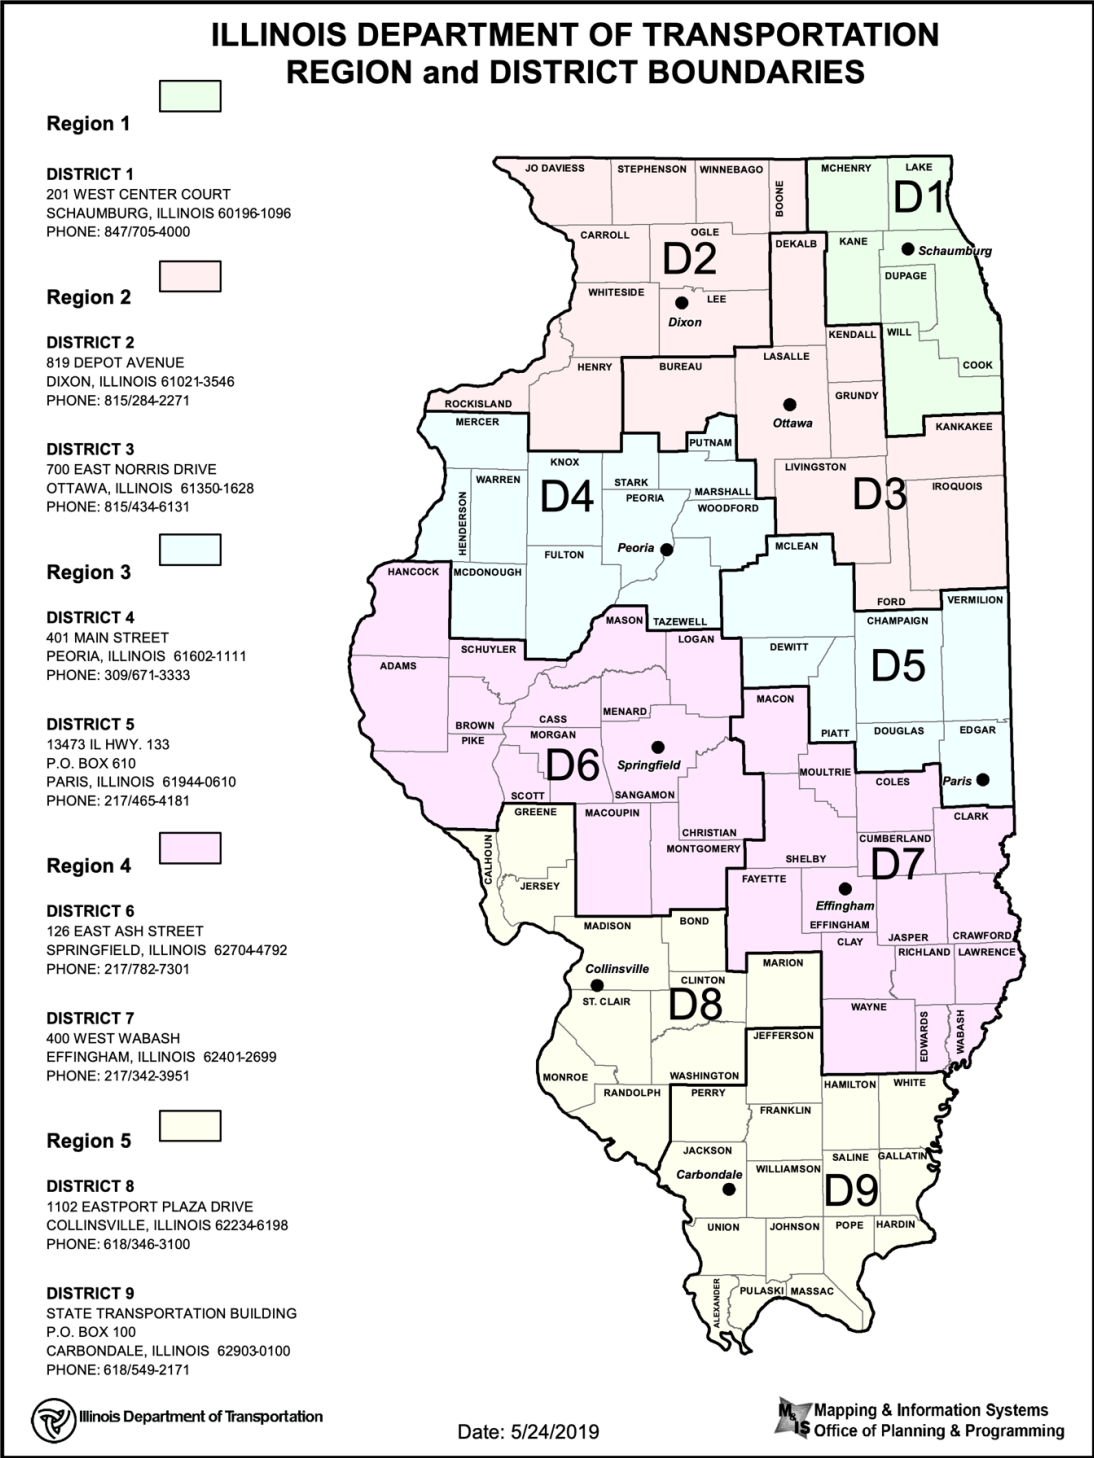 ILLINOIS DEPARTMENT OF TRANSPORTATION
REGION and DISTRICT BOUNDARIES
Region 1
DISTRICT 1
201 WEST CENTER COURT
SCHAUMBURG, ILLINOIS 60196-1096
PHONE: 847/705-4000
Region 2
DISTRICT 2
819 DEPOT AVENUE
DIXON, ILLINOIS 61021-3546
PHONE: 815/284-2271
DISTRICT 3
700 EAST NORRIS DRIVE
OTTAWA, ILLINOIS 61350-1628
PHONE: 815/434-6131
Region 3
DISTRICT 4
401 MAIN STREET
PEORIA, ILLINOIS 61602-1111
PHONE: 309/671-3333
DISTRICT 5
13473 IL HWY. 133
P.O. BOX 610
PARIS, ILLINOIS 61944-0610
PHONE: 217/465-4181
Region 4
DISTRICT 6
126 EAST ASH STREET
SPRINGFIELD, ILLINOIS 62704-4792
PHONE: 217/782-7301
DISTRICT 7
400 WEST WABASH
EFFINGHAM, ILLINOIS 62401-2699
PHONE: 217/342-3951
Region 5
DISTRICT 8
1102 EASTPORT PLAZA DRIVE
COLLINSVILLE, ILLINOIS 62234-6198
PHONE: 618/346-3100
DISTRICT 9
STATE TRANSPORTATION BUILDING
P.O. BOX 100
CARBONDALE, ILLINOIS 62903-0100
PHONE: 618/549-2171
JO DAVIESS
STEPHENSON
WINNEBAGO
BOONE
MCHENRY
LAKE
D1
CARROLL
OGLE
D2
DEKALB
KANE
Schaumburg
DUPAGE
WHITESIDE
LEE
Dixon
KENDALL
WILL
COOK
HENRY
BUREAU
LASALLE
GRUNDY
ROCKISLAND
Ottawa
MERCER
KANKAKEE
PUTNAM
KNOX
LIVINGSTON
WARREN
STARK
D4
PEORIA
MARSHALL
D3
IROQUOIS
WOODFORD
HENDERSON
Peoria
MCLEAN
FULTON
HANCOCK
MCDONOUGH
FORD
VERMILION
MASON
TAZEWELL
CHAMPAIGN
LOGAN
SCHUYLER
DEWITT
ADAMS
D5
MACON
MENARD
CASS
BROWN
MORGAN
PIKE
PIATT
DOUGLAS
EDGAR
D6
Springfield
MOULTRIE
COLES
Paris
SCOTT
SANGAMON
GREENE
MACOUPIN
CLARK
CHRISTIAN
CUMBERLAND
CALHOUN
MONTGOMERY
SHELBY
D7
JERSEY
FAYETTE
Effingham
MADISON
BOND
EFFINGHAM
JASPER
CRAWFORD
CLAY
RICHLAND
LAWRENCE
MARION
Collinsville
CLINTON
ST. CLAIR
D8
WAYNE
EDWARDS
WABASH
JEFFERSON
MONROE
WASHINGTON
HAMILTON
WHITE
RANDOLPH
PERRY
FRANKLIN
JACKSON
SALINE
GALLATIN
Carbondale
WILLIAMSON
D9
UNION
JOHNSON
POPE
HARDIN
ALEXANDER
PULASKI
MASSAC
Illinois Department of Transportation
Date: 5/24/2019
M&IS
Mapping & Information Systems
Office of Planning & Programming